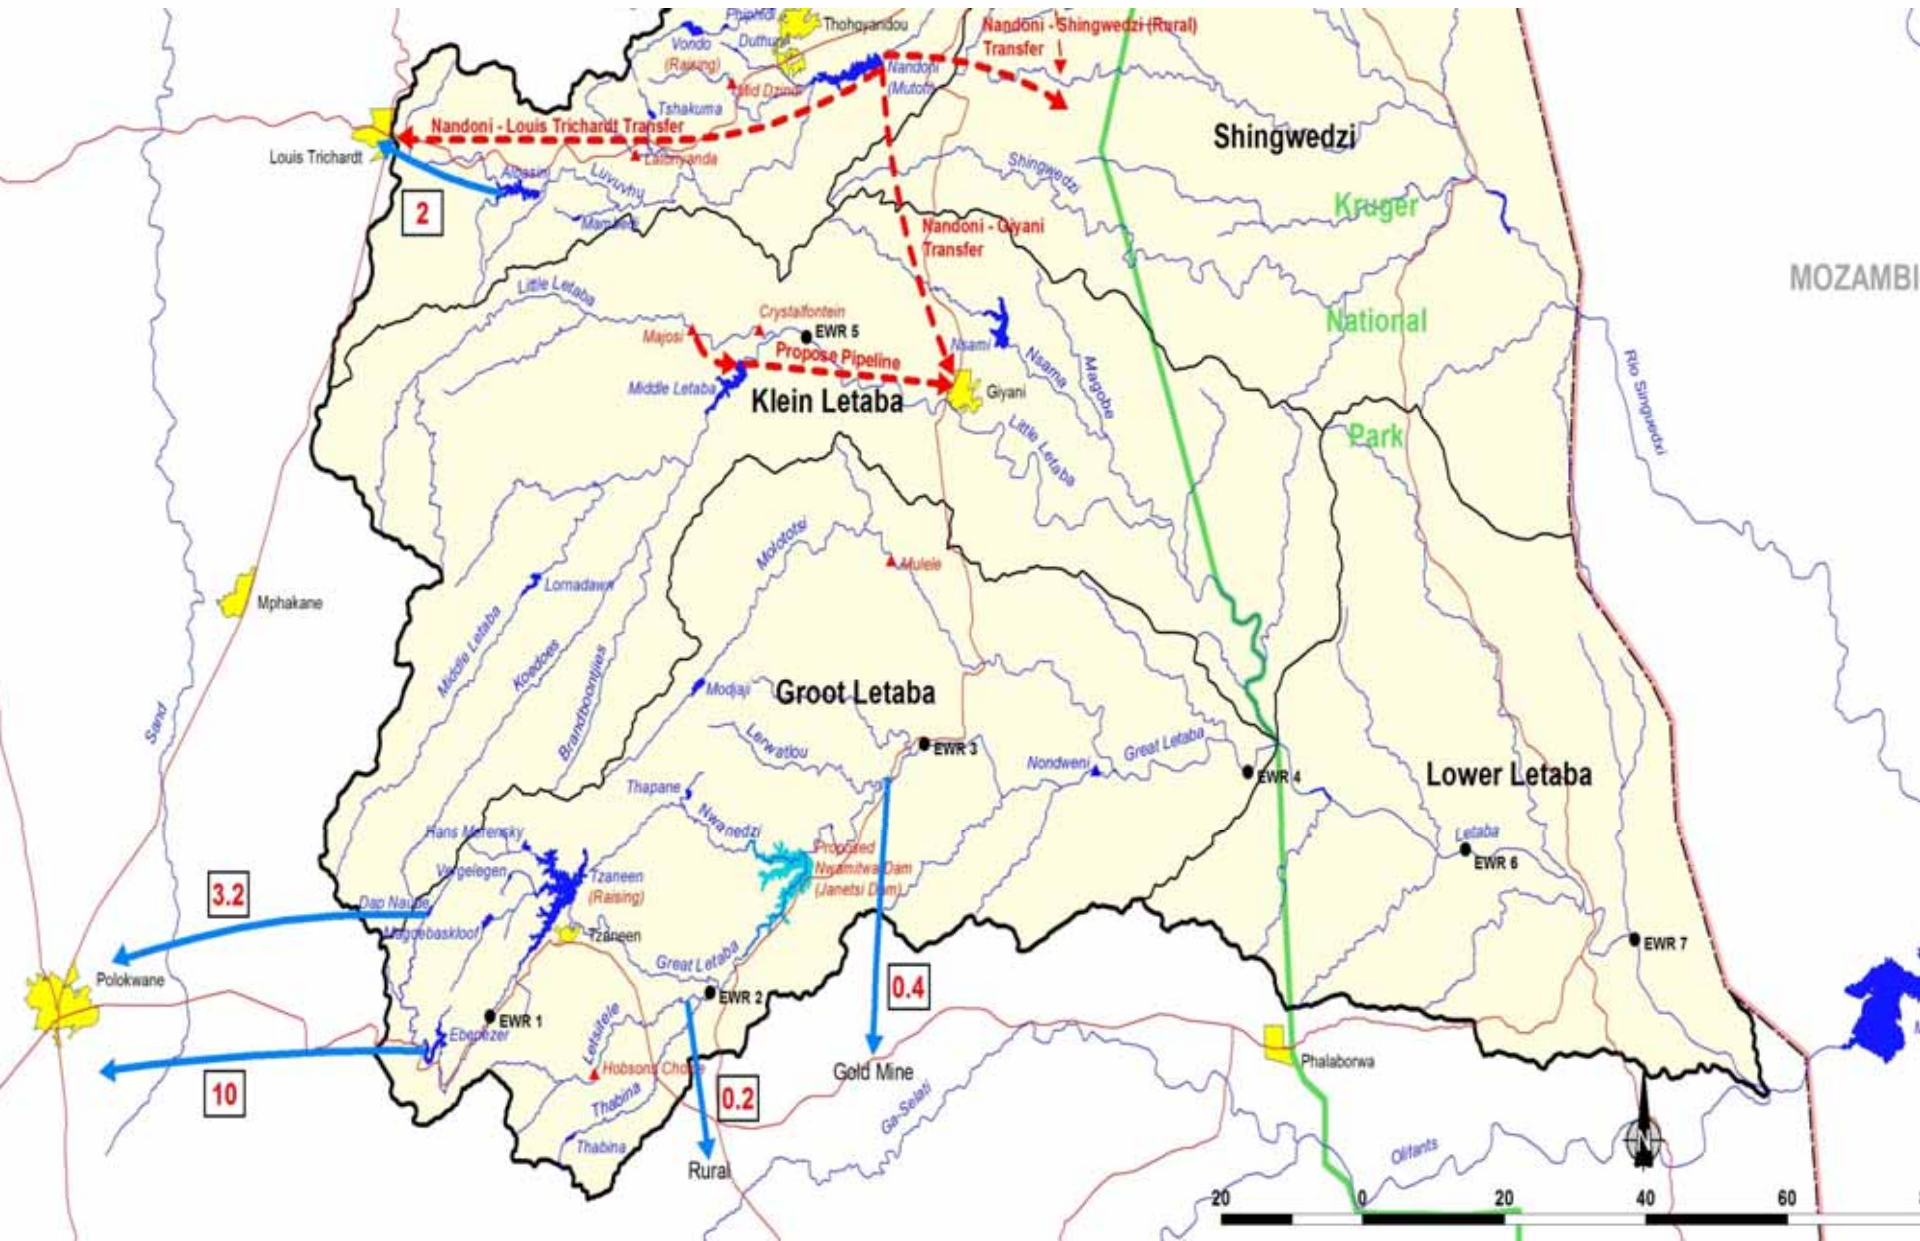 Phiphidi
Thohoyandou
Nandoni - Shingwedzi (Rural)
Transfer
Vondo
(Raising)
Nandoni
(Mutoti)
Tshakuma
Nandoni - Louis Trichardt Transfer
Louis Trichardt
Latonyanda
Albasini
Luvuvhu
Shingwedzi
Shingwedzi
Kruger
2
Nandoni - Giyani
Transfer
MOZAMBI
Little Letaba
Crystalfontein
Majosi
EWR 5
National
Nsami
Propose Pipeline
Nsama
Magobe
Rio Singuedzi
Middle Letaba
Klein Letaba
Giyani
Little Letaba
Park
Molototsi
Mulele
Lornadawn
Mphakane
Middle Letaba
Koedoes
Brandboontjies
Modjaji
Groot Letaba
Sand
Lerwatlou
EWR 3
Nondweni
Great Letaba
EWR 4
Lower Letaba
Thapane
Nwanedzi
Hans Merensky
Vergelegen
Tzaneen
(Raising)
Proposed
Nwamitwa Dam
(Janetsi Dam)
Letaba
EWR 6
3.2
Dap Naude
Magoebaskloof
Tzaneen
EWR 7
Polokwane
Great Letaba
EWR 2
0.4
EWR 1
Ebenezer
Letsitele
Hobsons Choice
Gold Mine
Phalaborwa
10
0.2
Thabina
Thabina
Ga-Selati
Rural
Olifants
N
20
0
20
40
60